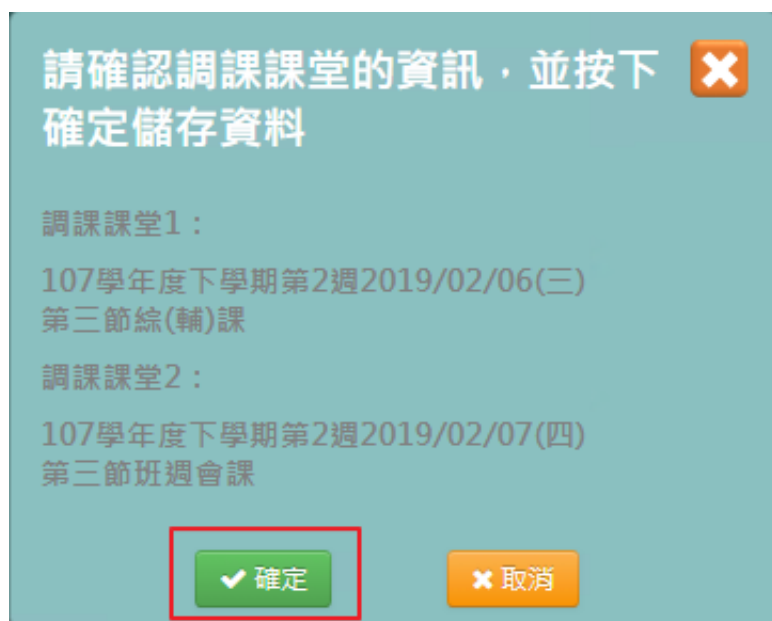 請確認調課課堂的資訊，並按下
確定儲存資料
調課課堂1：
107學年度下學期第2週2019/02/06(三)
第三節綜(輔)課
調課課堂2：
107學年度下學期第2週2019/02/07(四)
第三節班週會課
確定
取消